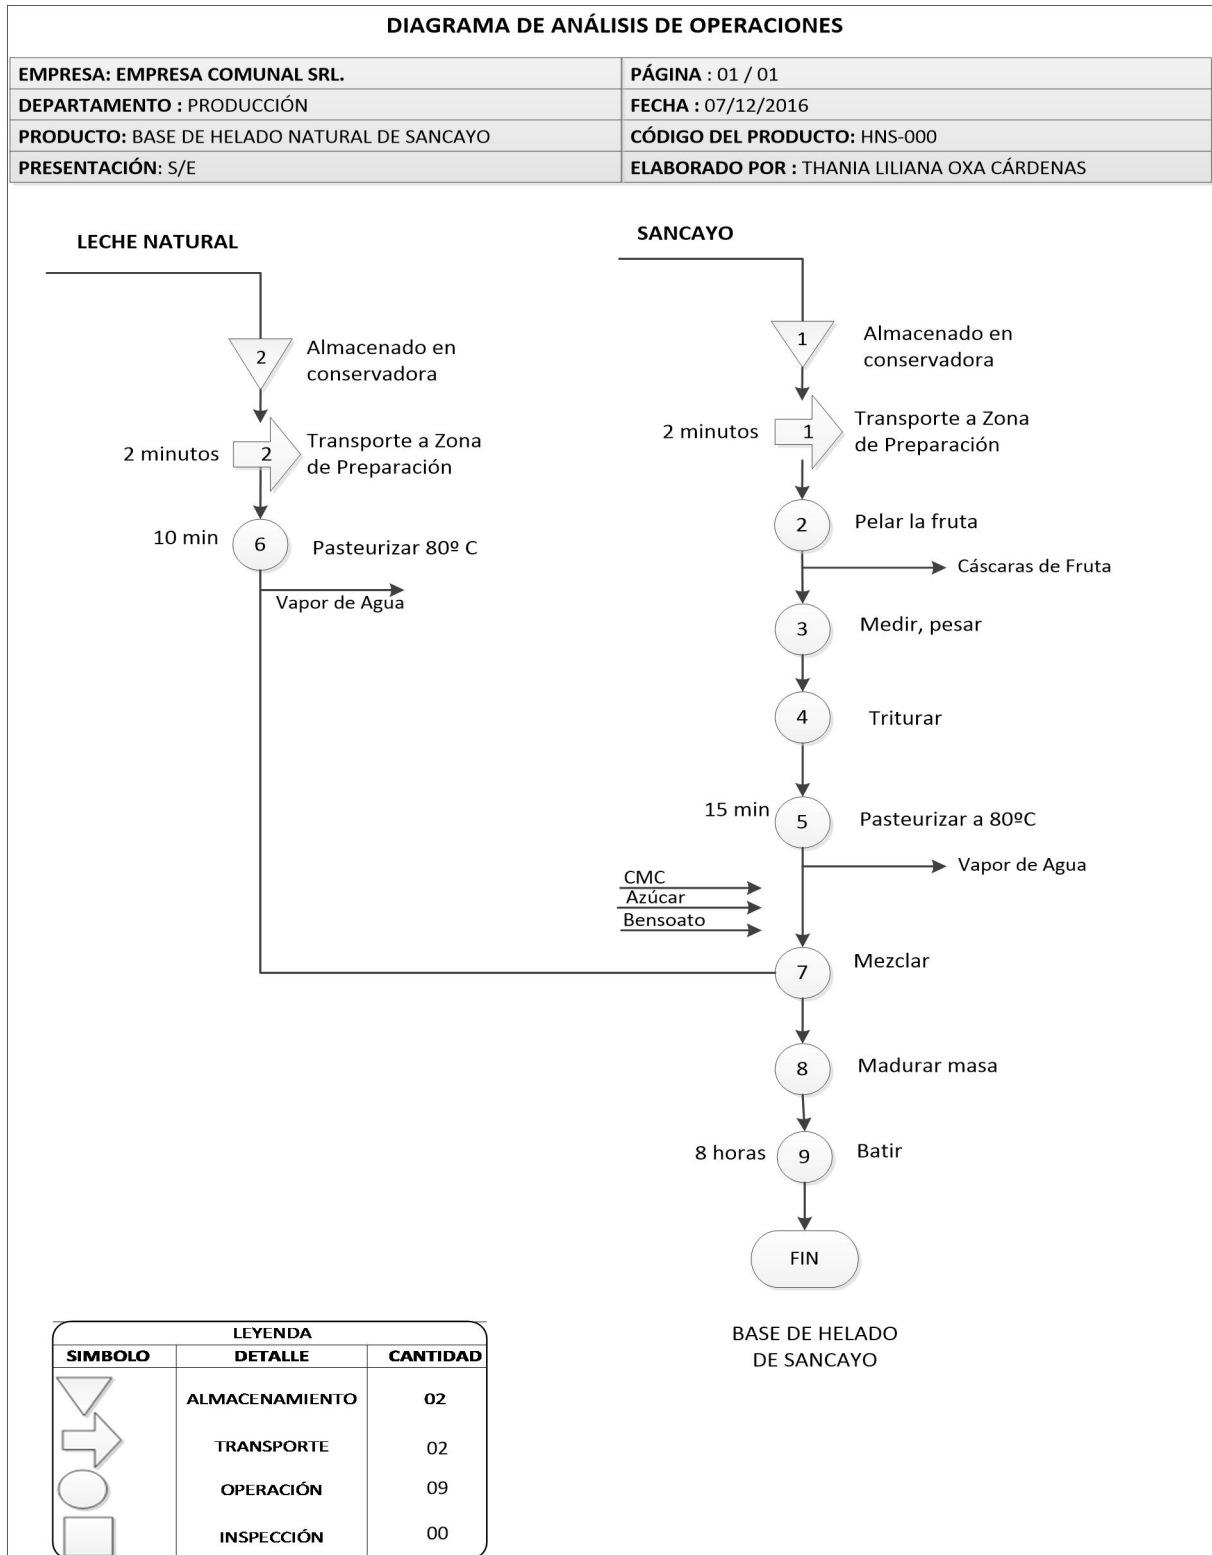 DIAGRAMA DE ANÁLISIS DE OPERACIONES
EMPRESA: EMPRESA COMUNAL SRL.
PÁGINA : 01 / 01
DEPARTAMENTO : PRODUCCIÓN
FECHA : 07/12/2016
PRODUCTO: BASE DE HELADO NATURAL DE SANCAYO
CÓDIGO DEL PRODUCTO: HNS-000
PRESENTACIÓN: S/E
ELABORADO POR : THANIA LILIANA OXA CÁRDENAS
LECHE NATURAL
2
Almacenado en
conservadora
2 minutos
2
Transporte a Zona
de Preparación
10 min
6
Pasteurizar 80º C
Vapor de Agua
SANCAYO
1
Almacenado en
conservadora
2 minutos
1
Transporte a Zona
de Preparación
2
Pelar la fruta
Cáscaras de Fruta
3
Medir, pesar
4
Triturar
15 min
5
Pasteurizar a 80ºC
Vapor de Agua
CMC
Azúcar
Bensoato
7
Mezclar
8
Madurar masa
8 horas
9
Batir
FIN
BASE DE HELADO
DE SANCAYO
LEYENDA
SIMBOLO DETALLE CANTIDAD
ALMACENAMIENTO 02
TRANSPORTE 02
OPERACIÓN 09
INSPECCIÓN 00